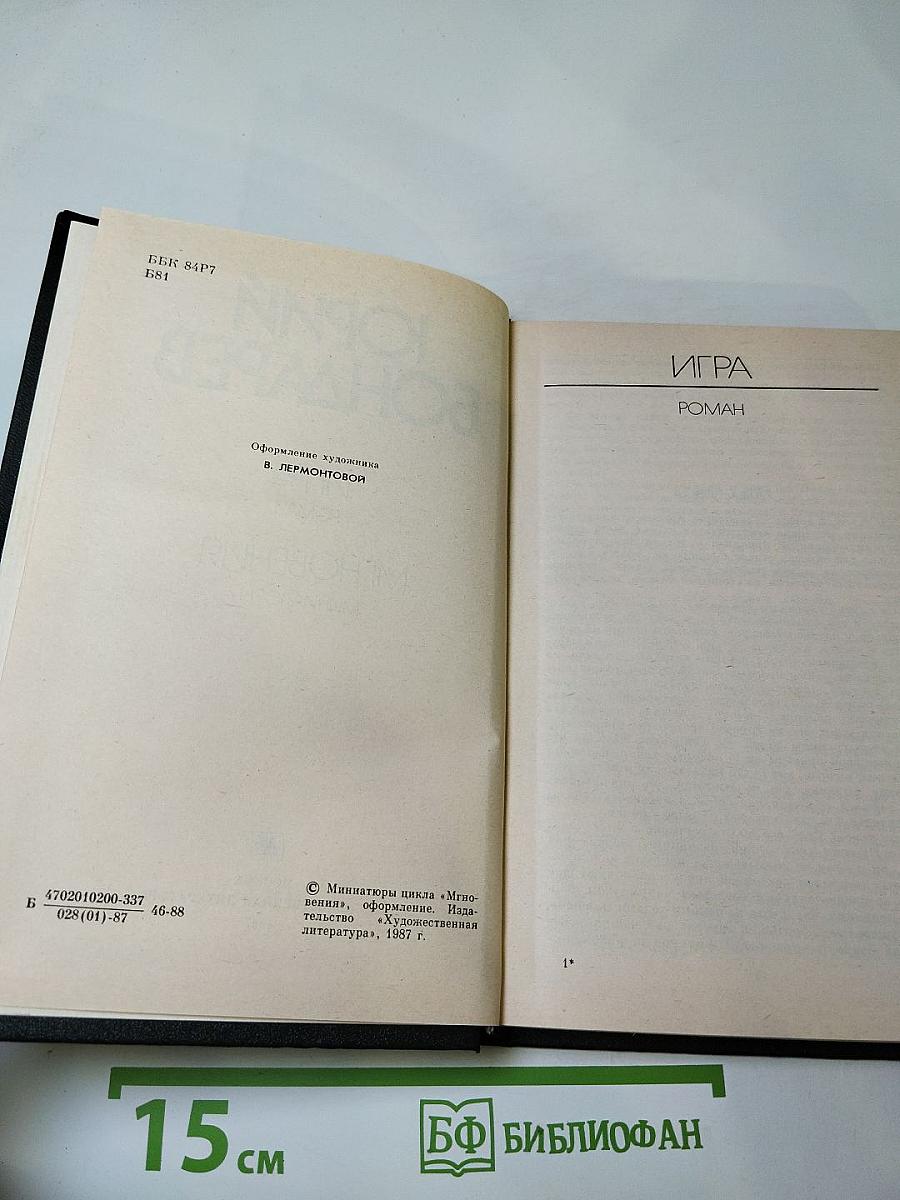 ББК 84Р7
Б81
Оформление художника
В. ЛЕРМОНТОВОЙ
Б 4702010200-337 46-88
028(01)-87
© Миниатюры цикла «Мгно-
вения», оформление. Изда-
тельство «Художественная
литература», 1987 г.
ИГРА
РОМАН
1*
15 см
БФ БИБЛИОФАН